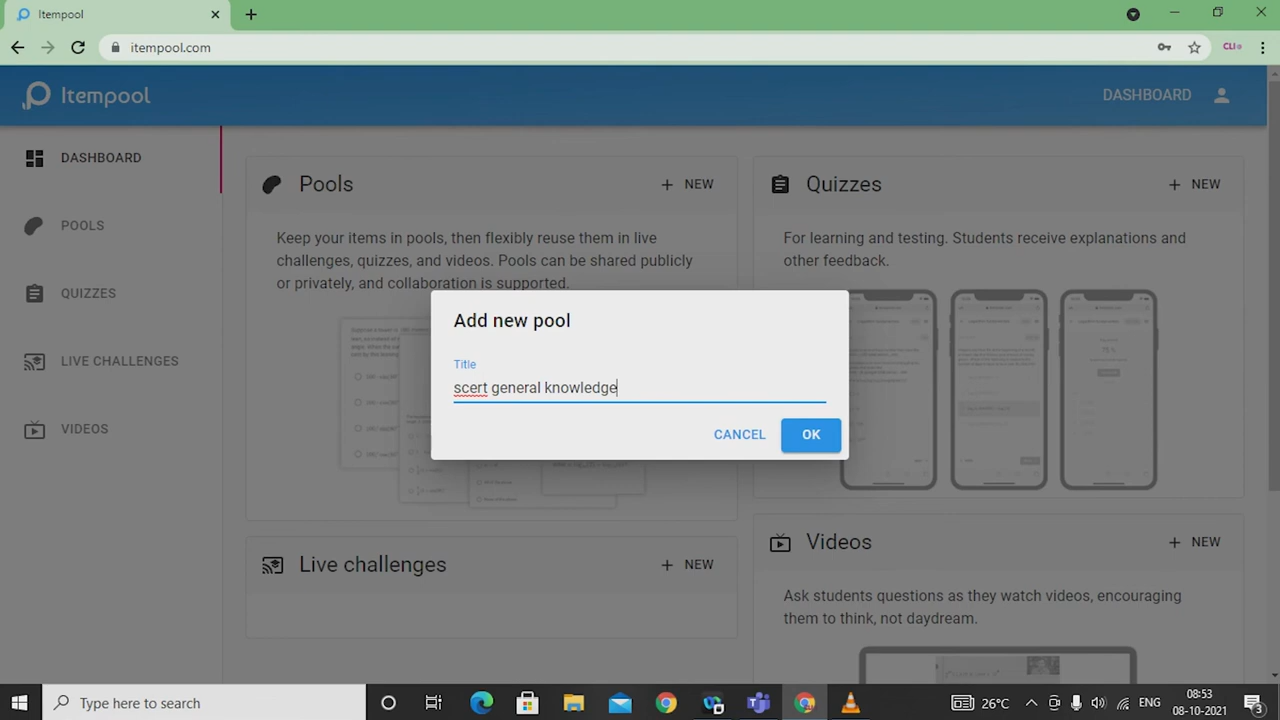 Itempool
itempool.com
CLI
Itempool
DASHBOARD
DASHBOARD
POOLS
QUIZZES
LIVE CHALLENGES
VIDEOS
Pools
+ NEW
Keep your items in pools, then flexibly reuse them in live
challenges, quizzes, and videos. Pools can be shared publicly
or privately, and collaboration is supported.
Quizzes
+ NEW
For learning and testing. Students receive explanations and
other feedback.
Add new pool
Title
scert general knowledge
CANCEL
OK
Live challenges
+ NEW
Videos
+ NEW
Ask students questions as they watch videos, encouraging
them to think, not daydream.
Type here to search
26°C
ENG
08:53
08-10-2021
3